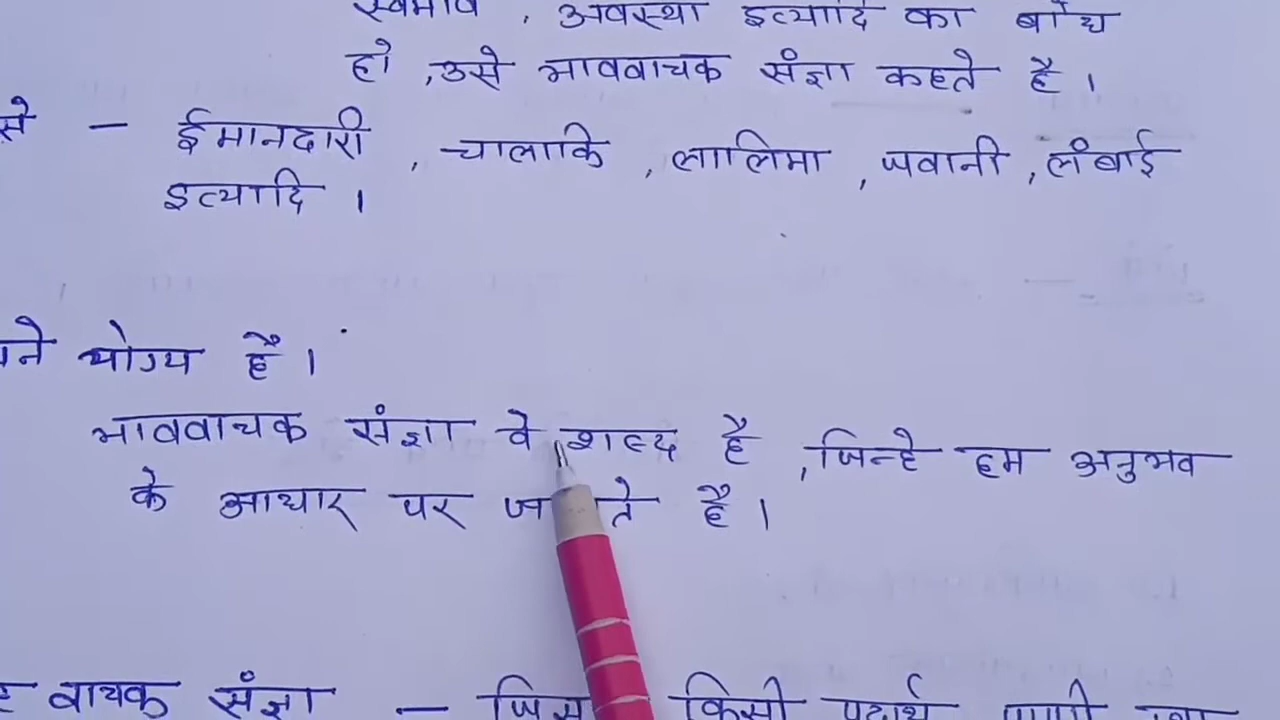 स्वभाव , अवस्था इत्यादि का बोध
हो , उसे भाववाचक संज्ञा कहते है ।
से - ईमानदारी , चालाकि , लालिमा , जवानी , लंबाई
इत्यादि ।
ने योग्य है ।
भाववाचक संज्ञा वे शब्द है , जिन्हे हम अनुभव
के आधार पर है ।
वाचक संज्ञा - किसी पदार्थ